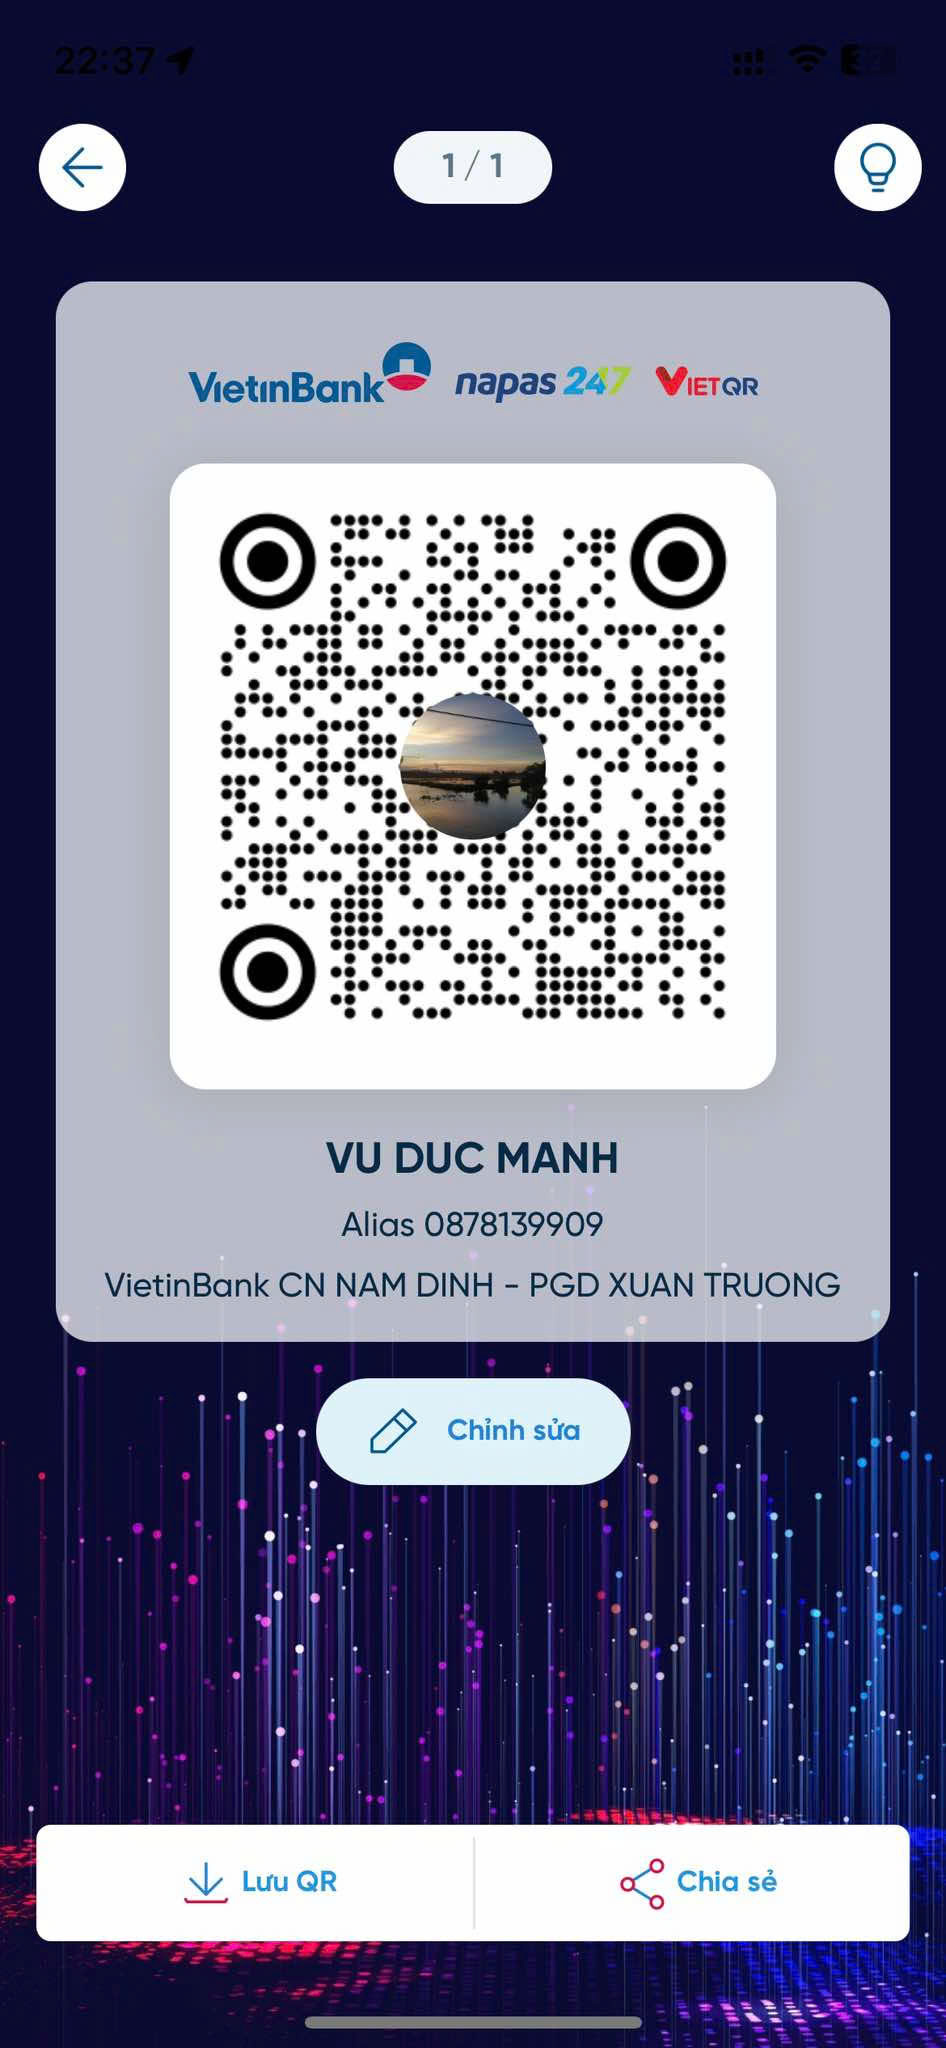 22:37
1 / 1
VietinBank napas 247 VIETQR
VU DUC MANH
Alias 0878139909
VietinBank CN NAM DINH - PGD XUAN TRUONG
Chỉnh sửa
Lưu QR
Chia sẻ